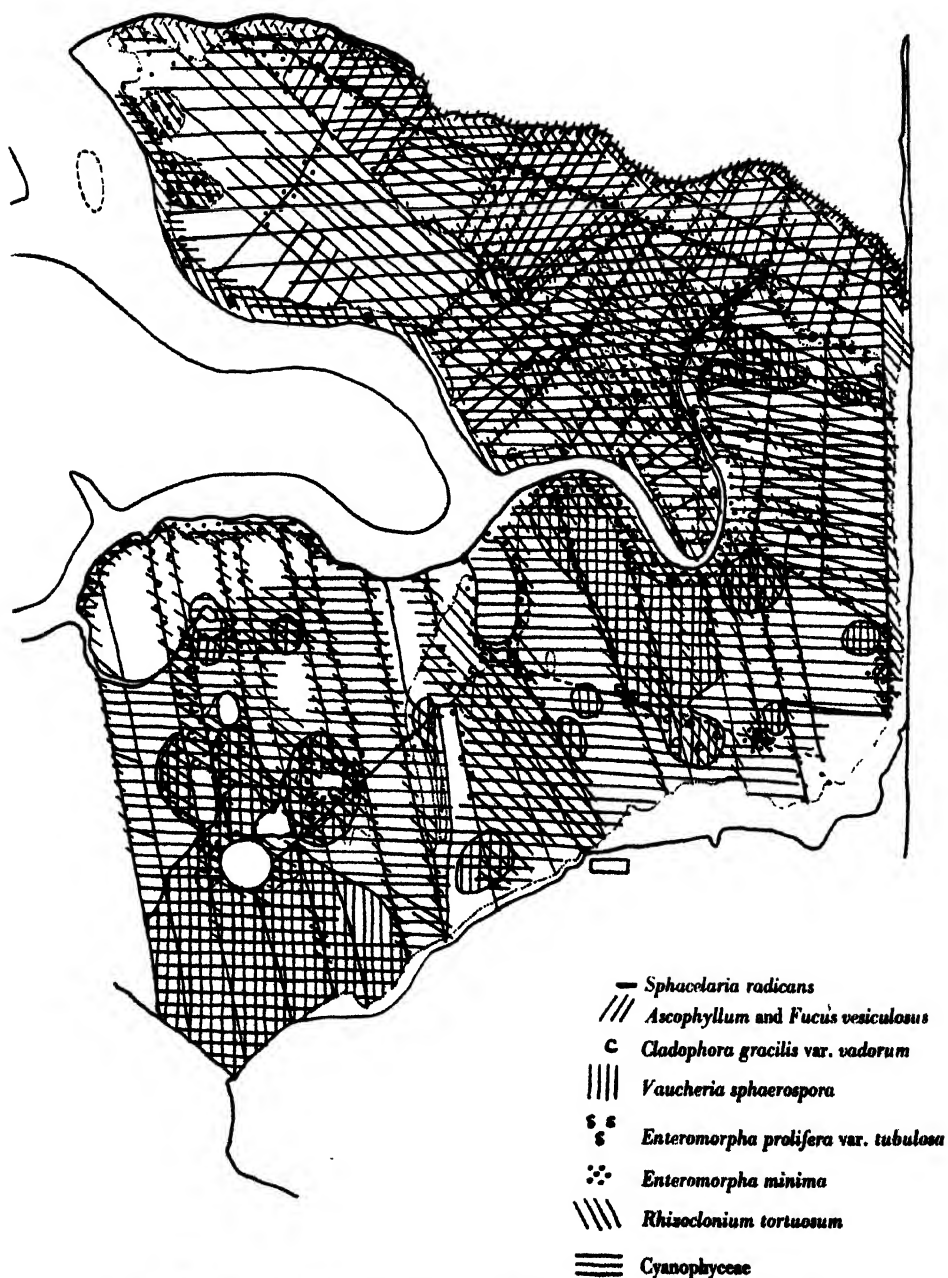 Sphacelaria radicans
Ascophyllum and Fucus vesiculosus
Cladophora gracilis var. vadorum
Vaucheria sphaerospora
Enteromorpha prolifera var. tubulosa
Enteromorpha minima
Rhizoclonium tortuosum
Cyanophyceae